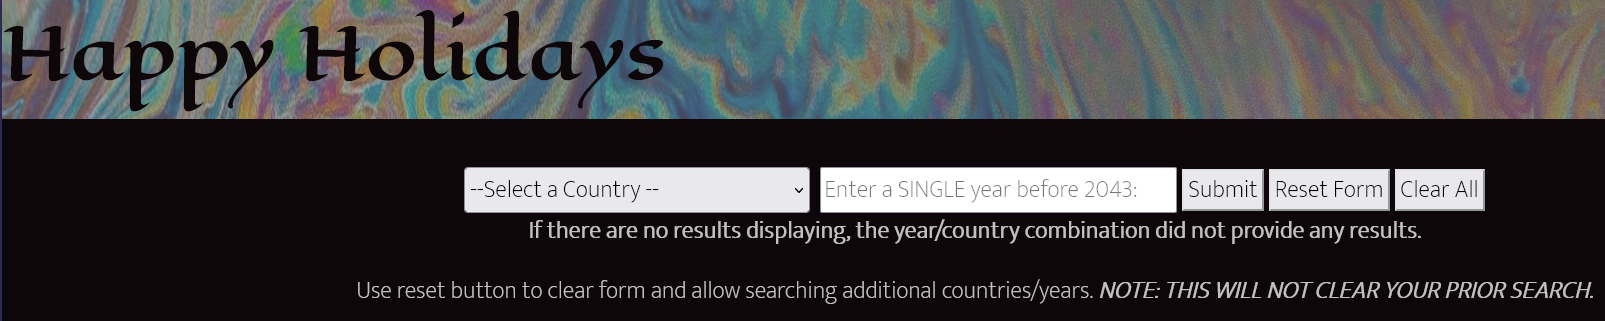 Happy Holidays
--Select a Country -- Enter a SINGLE year before 2043: Submit Reset Form Clear All
If there are no results displaying, the year/country combination did not provide any results.
Use reset button to clear form and allow searching additional countries/years. NOTE: THIS WILL NOT CLEAR YOUR PRIOR SEARCH.